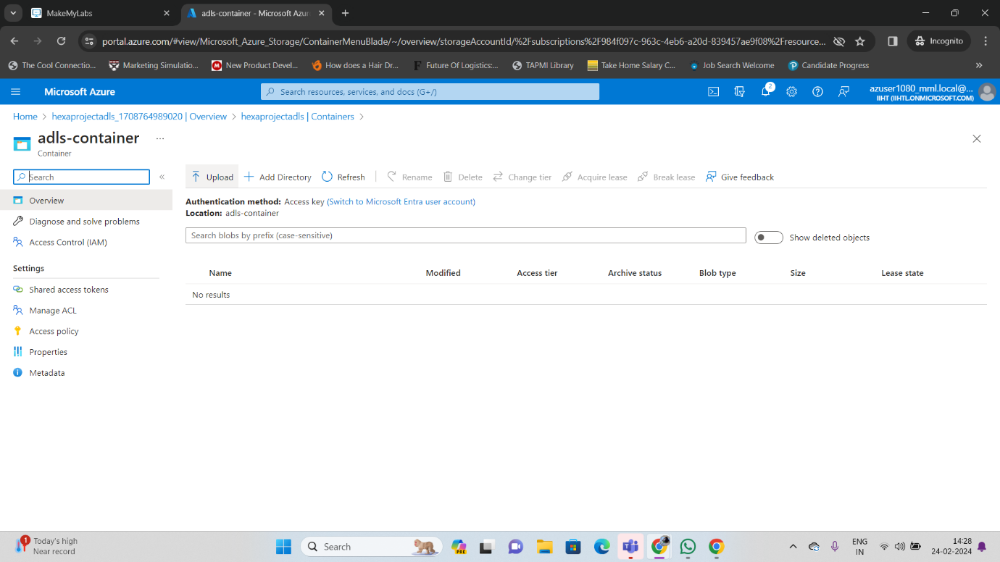 MakeMyLabs
adls-container - Microsoft Azur
portal.azure.com/#view/Microsoft_Azure_Storage/ContainerMenuBlade/~/overview/storageAccountId/%2Fsubscriptions%2F984f097c-963c-4eb6-a20d-839457ae9f08%2Fresource...
Incognito
The Cool Connectio...
Marketing Simulatio...
New Product Devel...
How does a Hair Dr...
Future Of Logistics:...
TAPMI Library
Take Home Salary C...
Job Search Welcome
Candidate Progress
Microsoft Azure
Search resources, services, and docs (G+/)
2
azuser1080_mml.local@...
IIHT (IIHTL.ONMICROSOFT.COM)
Home > hexaprojectadls_1708764989020 | Overview > hexaprojectadls | Containers >
adls-container
Container
Search
Overview
Diagnose and solve problems
Access Control (IAM)
Settings
Shared access tokens
Manage ACL
Access policy
Properties
Metadata
Upload
Add Directory
Refresh
Rename
Delete
Change tier
Acquire lease
Break lease
Give feedback
Authentication method: Access key (Switch to Microsoft Entra user account)
Location: adls-container
Search blobs by prefix (case-sensitive)
Show deleted objects
Name Modified Access tier Archive status Blob type Size Lease state
No results
1
Today's high
Near record
Search
PRE
ENG
IN
14:28
24-02-2024